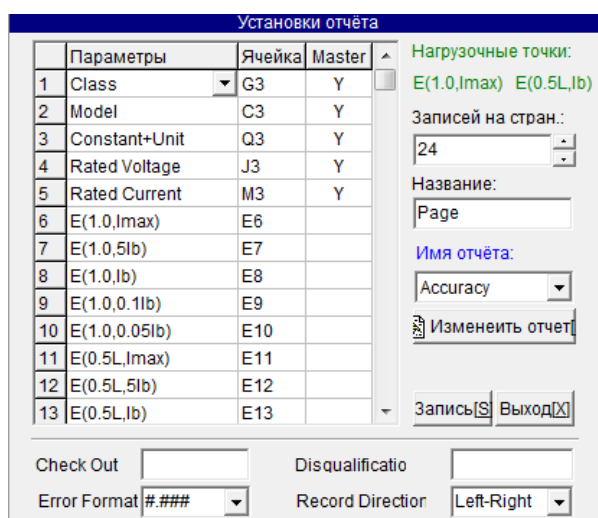 Установки отчёта
Параметры Ячейка Master
1 Class G3 Y
2 Model C3 Y
3 Constant+Unit Q3 Y
4 Rated Voltage J3 Y
5 Rated Current M3 Y
6 E(1.0,Imax) E6
7 E(1.0,5Ib) E7
8 E(1.0,Ib) E8
9 E(1.0,0.1Ib) E9
10 E(1.0,0.05Ib) E10
11 E(0.5L,Imax) E11
12 E(0.5L,5Ib) E12
13 E(0.5L,Ib) E13
Нагрузочные точки:
E(1.0,Imax) E(0.5L,Ib)
Записей на стран.:
24
Название:
Page
Имя отчёта:
Accuracy
Изменеить отчет[
Запись[S] Выход[X]
Check Out Disqualificatio
Error Format #.### Record Direction Left-Right